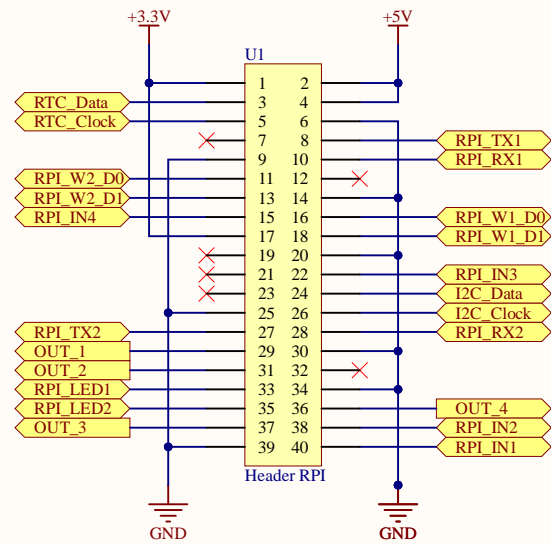 +3.3V +5V
U1
1 2
RTC_Data 3 4
RTC_Clock 5 6
7 8 RPI_TX1
9 10 RPI_RX1
RPI_W2_D0 11 12
RPI_W2_D1 13 14
RPI_IN4 15 16 RPI_W1_D0
17 18 RPI_W1_D1
19 20
21 22 RPI_IN3
23 24 I2C_Data
25 26 I2C_Clock
RPI_TX2 27 28 RPI_RX2
OUT_1 29 30
OUT_2 31 32
RPI_LED1 33 34
RPI_LED2 35 36 OUT_4
OUT_3 37 38 RPI_IN2
39 40 RPI_IN1
Header RPI
GND GND